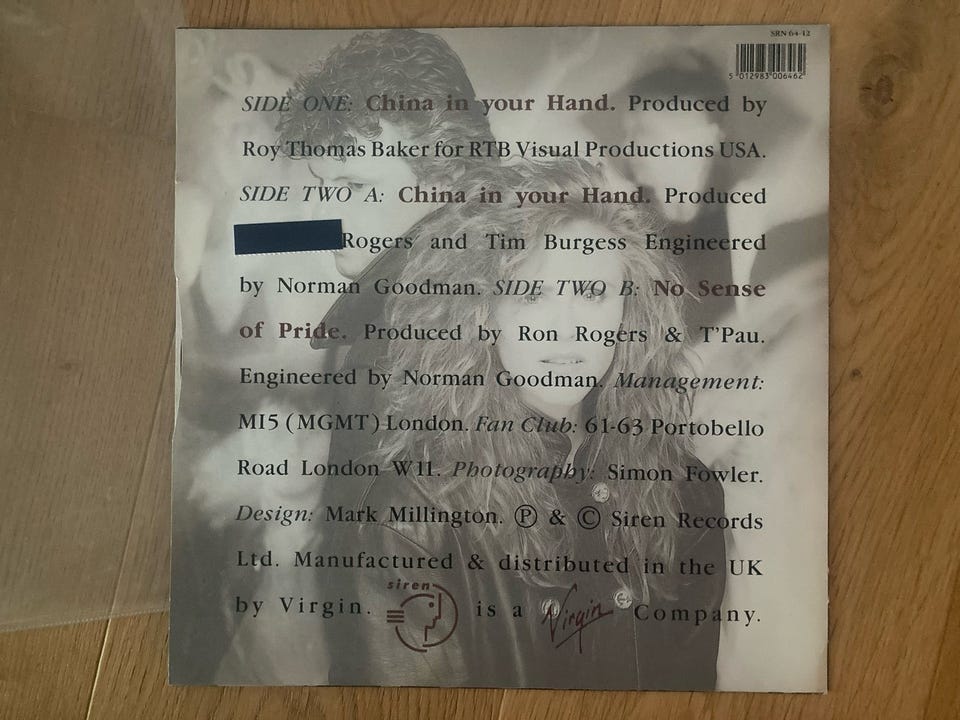 SRN 64-12
5 012983 006462
SIDE ONE: China in your Hand. Produced by
Roy Thomas Baker for RTB Visual Productions USA.
SIDE TWO A: China in your Hand. Produced
Rogers and Tim Burgess Engineered
by Norman Goodman. SIDE TWO B: No Sense
of Pride. Produced by Ron Rogers & T'Pau.
Engineered by Norman Goodman. Management:
MI5 (MGMT) London. Fan Club: 61-63 Portobello
Road London W11. Photography: Simon Fowler.
Design: Mark Millington. Ⓟ & © Siren Records
Ltd. Manufactured & distributed in the UK
siren
by Virgin. is a Virgin Company.